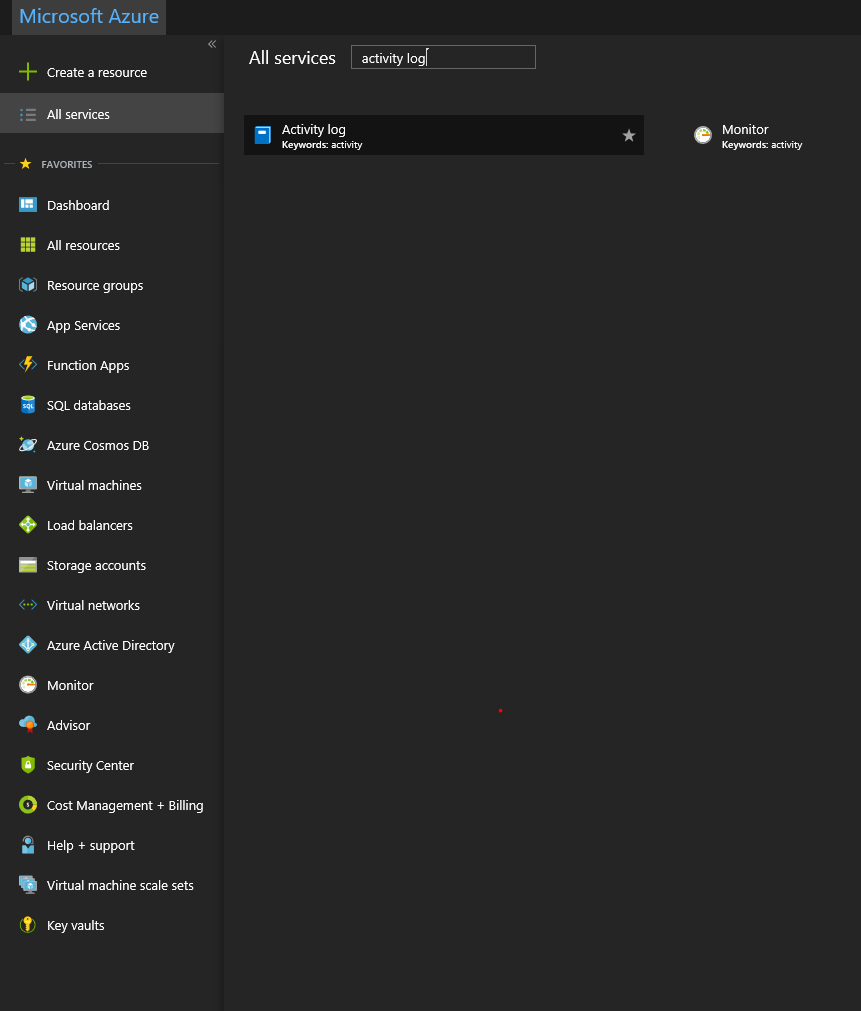 Microsoft Azure
«
Create a resource
All services
FAVORITES
Dashboard
All resources
Resource groups
App Services
Function Apps
SQL
SQL databases
Azure Cosmos DB
Virtual machines
Load balancers
Storage accounts
Virtual networks
Azure Active Directory
Monitor
Advisor
Security Center
$
Cost Management + Billing
Help + support
Virtual machine scale sets
Key vaults
All services
activity log
Activity log
Keywords: activity
Monitor
Keywords: activity